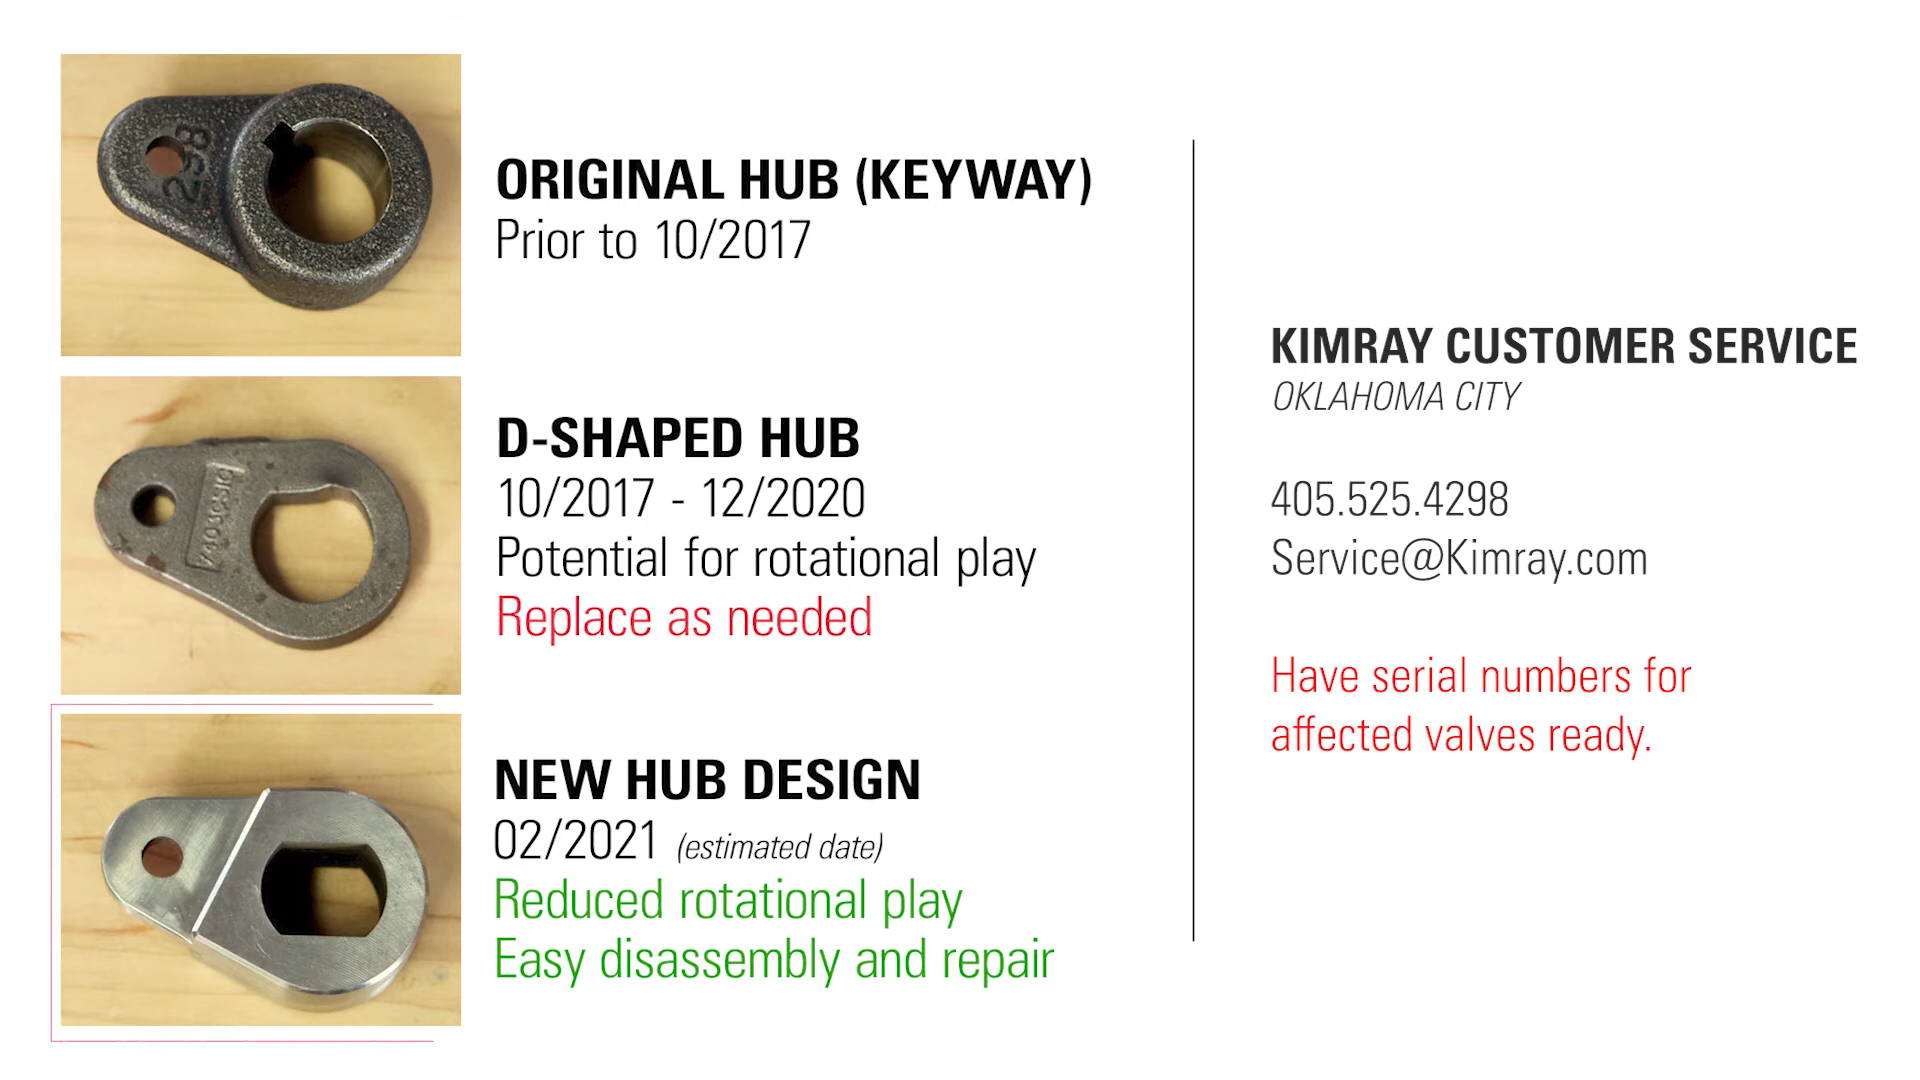 298
ORIGINAL HUB (KEYWAY)
Prior to 10/2017
D-SHAPED HUB
10/2017 - 12/2020
Potential for rotational play
Replace as needed
NEW HUB DESIGN
02/2021 (estimated date)
Reduced rotational play
Easy disassembly and repair
KIMRAY CUSTOMER SERVICE
OKLAHOMA CITY
405.525.4298
Service@Kimray.com
Have serial numbers for
affected valves ready.